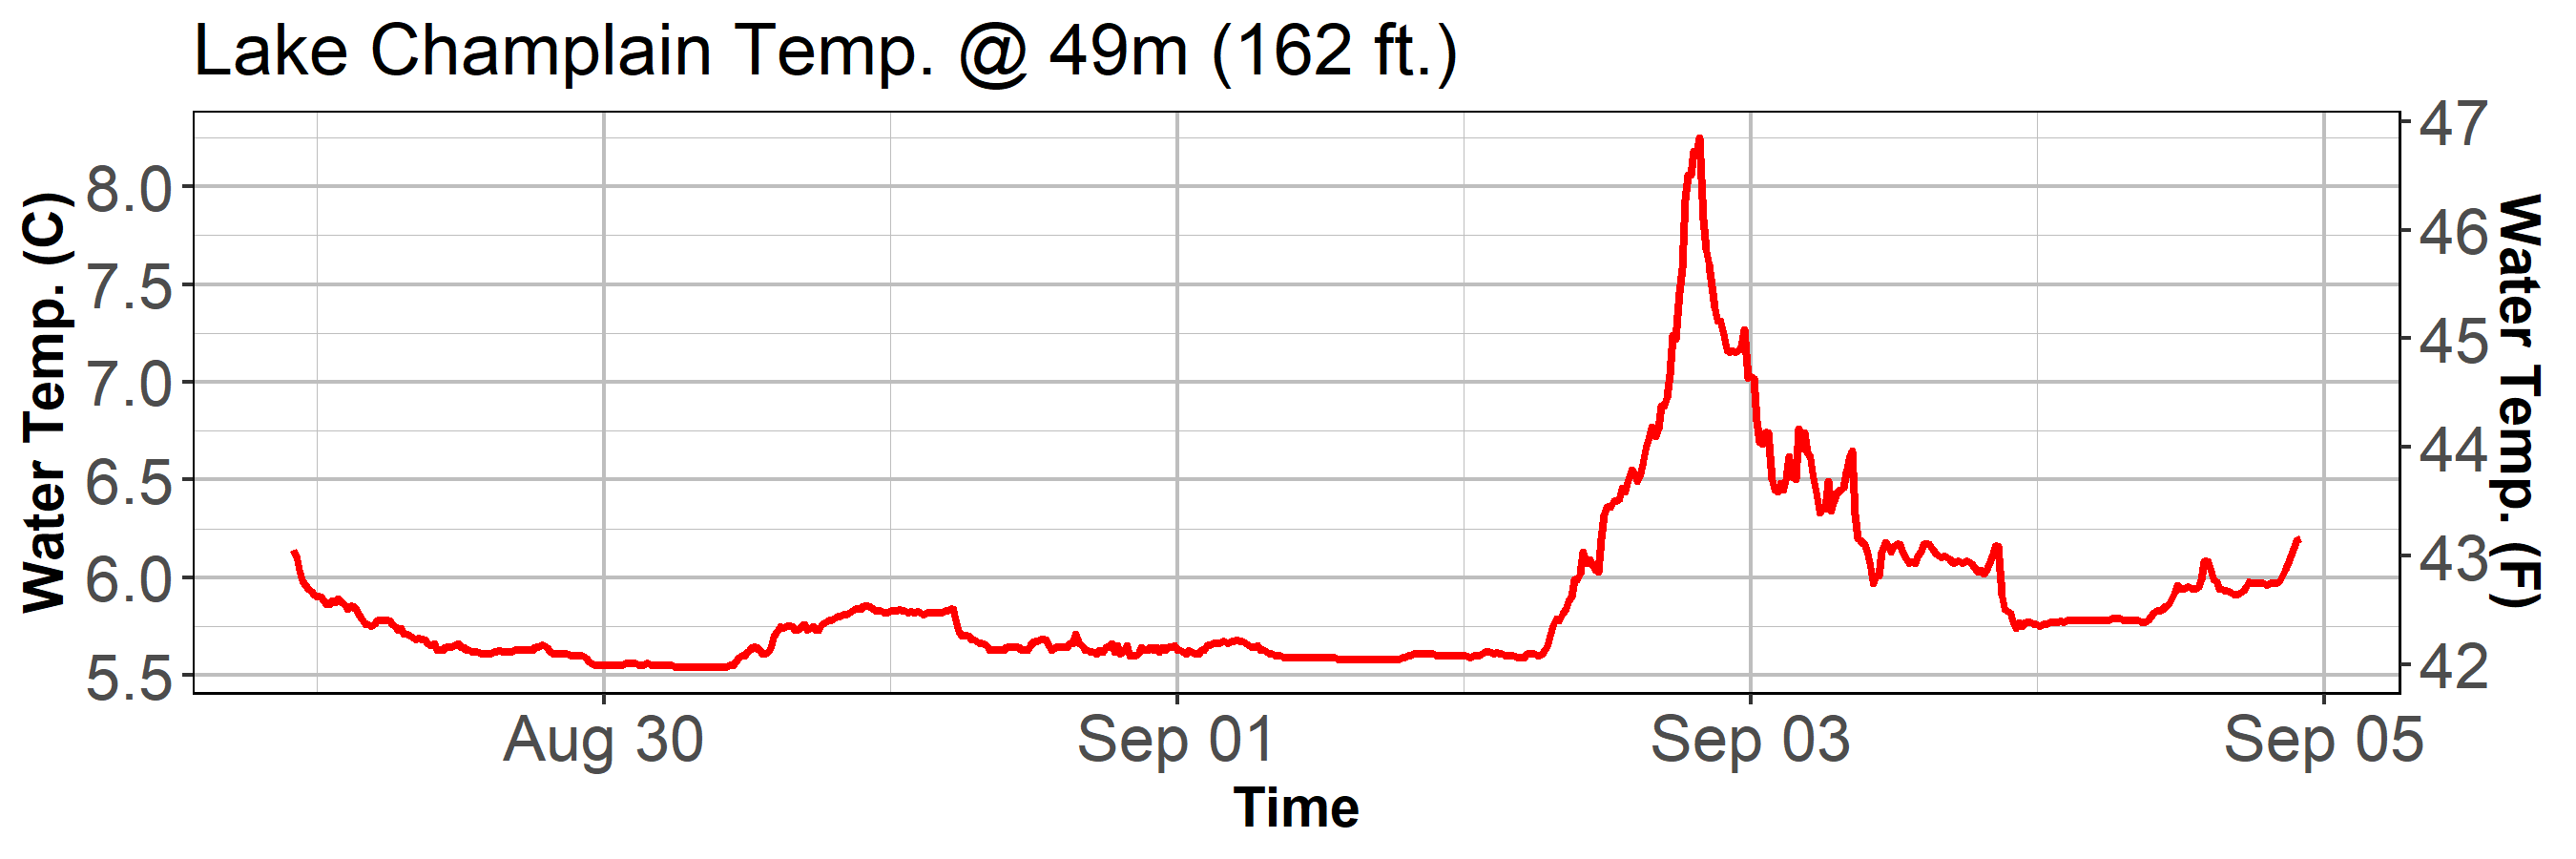 Lake Champlain Temp. @ 49m (162 ft.)
Water Temp. (C)
8.0
7.5
7.0
6.5
6.0
5.5
47
46
45
44
43
42
Water Temp. (F)
Aug 30
Sep 01
Sep 03
Sep 05
Time